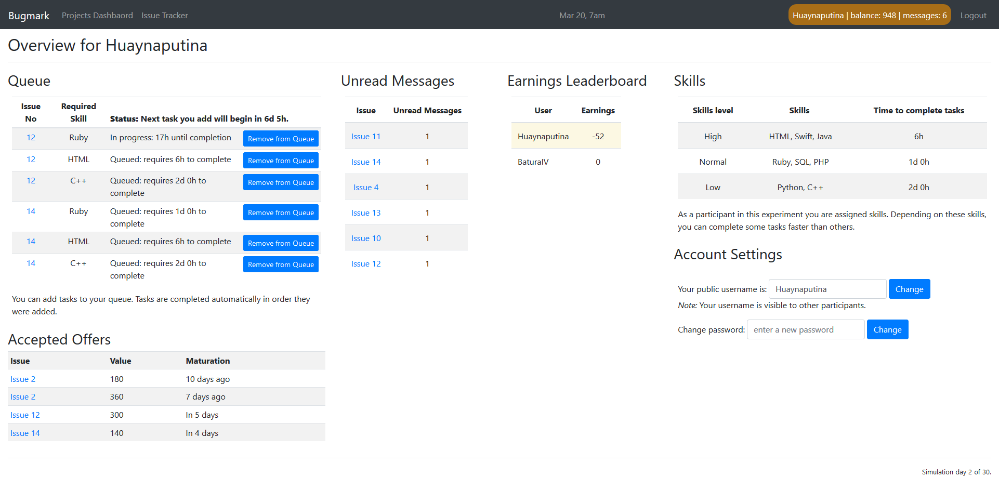 Bugmark Projects Dashbaord Issue Tracker Mar 20, 7am Huaynaputina | balance: 948 | messages: 6 Logout
Overview for Huaynaputina
Queue
Issue No Required Skill Status: Next task you add will begin in 6d 5h.
12 Ruby In progress: 17h until completion Remove from Queue
12 HTML Queued: requires 6h to complete Remove from Queue
12 C++ Queued: requires 2d 0h to complete Remove from Queue
14 Ruby Queued: requires 1d 0h to complete Remove from Queue
14 HTML Queued: requires 6h to complete Remove from Queue
14 C++ Queued: requires 2d 0h to complete Remove from Queue
You can add tasks to your queue. Tasks are completed automatically in order they
were added.
Accepted Offers
Issue Value Maturation
Issue 2 180 10 days ago
Issue 2 360 7 days ago
Issue 12 300 In 5 days
Issue 14 140 In 4 days
Unread Messages
Issue Unread Messages
Issue 11 1
Issue 14 1
Issue 4 1
Issue 13 1
Issue 10 1
Issue 12 1
Earnings Leaderboard
User Earnings
Huaynaputina -52
BaturaIV 0
Skills
Skills level Skills Time to complete tasks
High HTML, Swift, Java 6h
Normal Ruby, SQL, PHP 1d 0h
Low Python, C++ 2d 0h
As a participant in this experiment you are assigned skills. Depending on these skills,
you can complete some tasks faster than others.
Account Settings
Your public username is: Huaynaputina Change
Note: Your username is visible to other participants.
Change password: enter a new password Change
Simulation day 2 of 30.